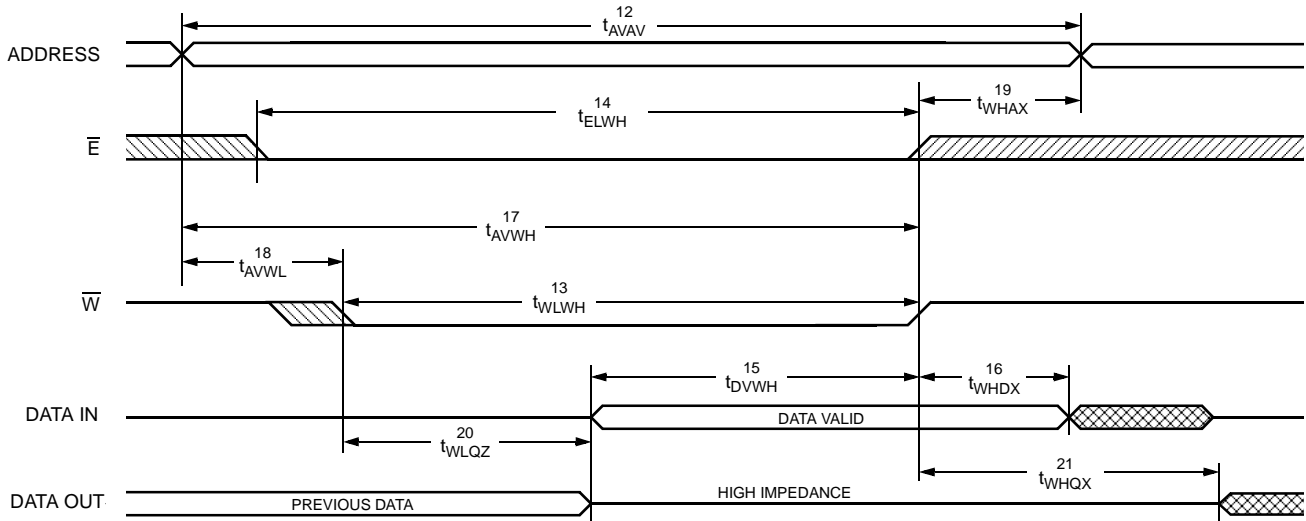 12
tAVAV
ADDRESS
19
tWHAX
14
tELWH
E
17
tAVWH
18
tAVWL
W
13
tWLWH
15
tDVWH
16
tWHDX
DATA IN
DATA VALID
20
tWLQZ
21
tWHQX
DATA OUT
PREVIOUS DATA
HIGH IMPEDANCE